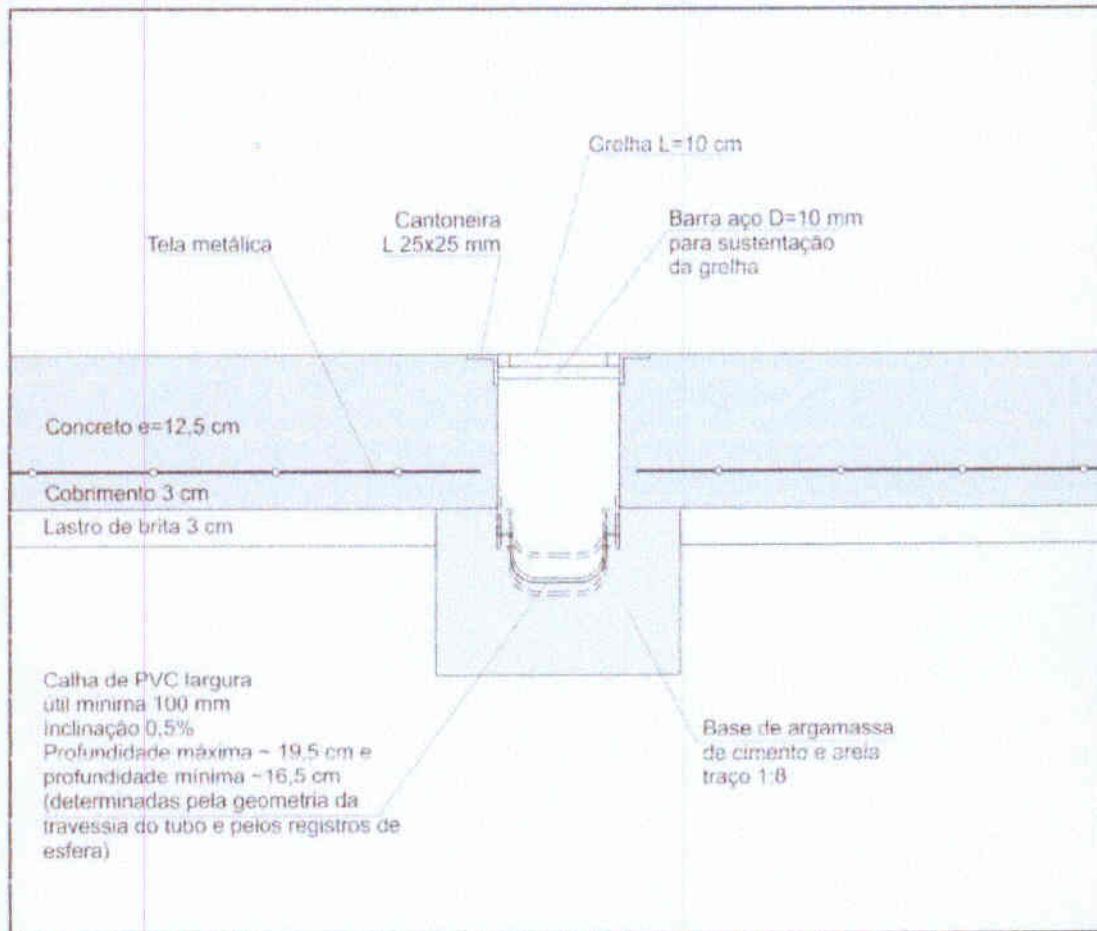 Grelha L=10 cm
Cantoneira
L 25x25 mm
Barra aço D=10 mm
para sustentação
da grelha
Tela metálica
Concreto e=12,5 cm
Cobrimento 3 cm
Lastro de brita 3 cm
Calha de PVC largura
útil mínima 100 mm
Inclinação 0,5%
Profundidade máxima ~ 19,5 cm e
profundidade mínima ~16,5 cm
(determinadas pela geometria da
travessia do tubo e pelos registros de
esfera)
Base de argamassa
de cimento e areia
traço 1:8